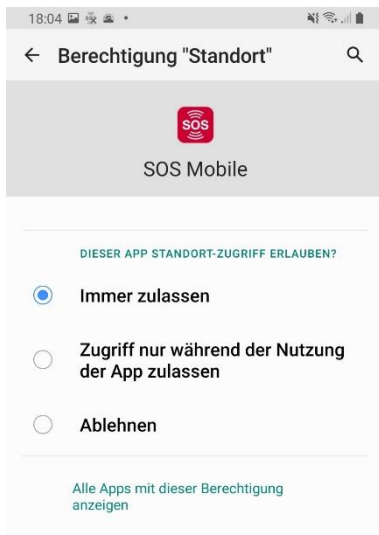 18:04
Berechtigung "Standort"
SOS
SOS Mobile
DIESER APP STANDORT-ZUGRIFF ERLAUBEN?
Immer zulassen
Zugriff nur während der Nutzung
der App zulassen
Ablehnen
Alle Apps mit dieser Berechtigung
anzeigen